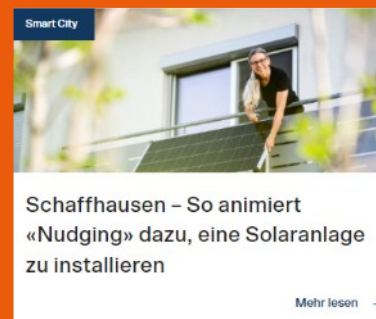 Smart City
Schaffhausen – So animiert
«Nudging» dazu, eine Solaranlage
zu installieren
Mehr lesen